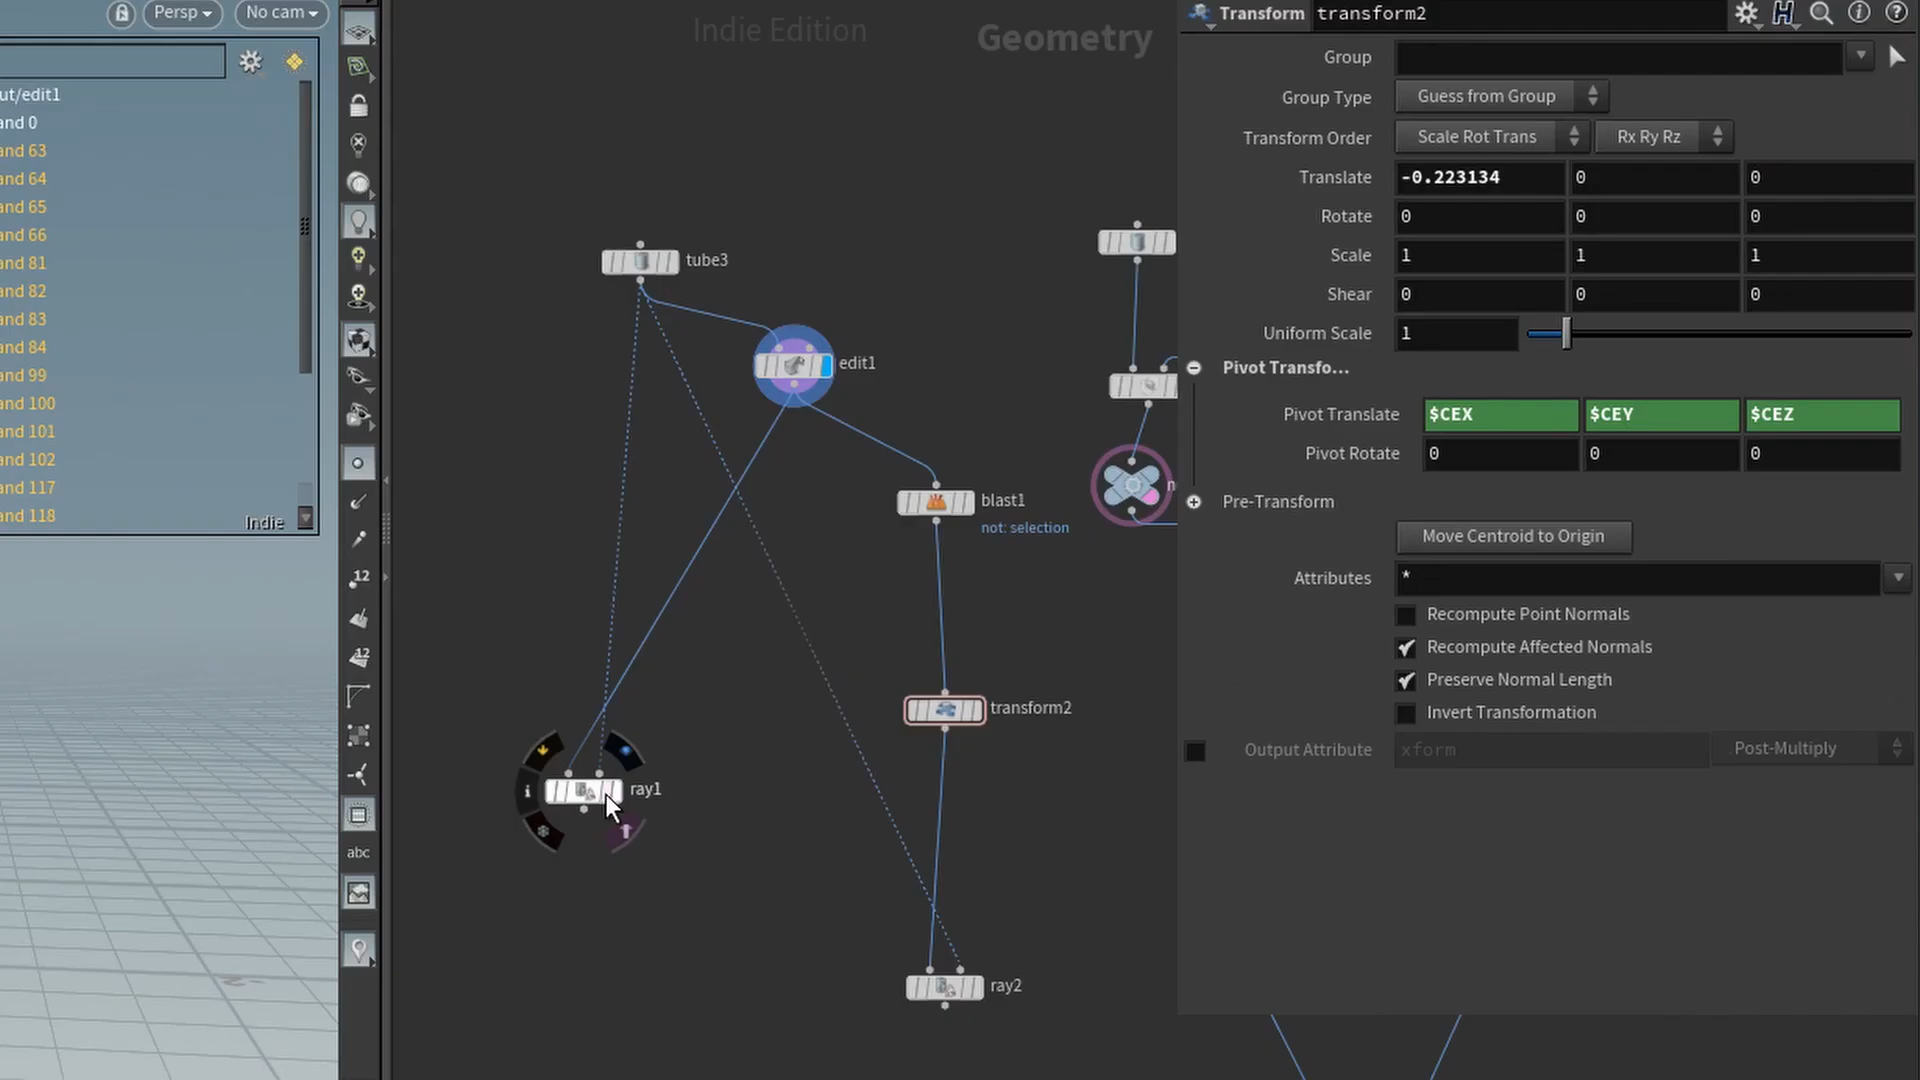 Persp
No cam
ut/edit1
and 0
and 63
and 64
and 65
and 66
and 81
and 82
and 83
and 84
and 99
and 100
and 101
and 102
and 117
and 118
Indie
12
12
abc
Indie Edition
Geometry
tube3
edit1
blast1
not: selection
transform2
ray1
ray2
n
Transform transform2
Group
Group Type Guess from Group
Transform Order Scale Rot Trans Rx Ry Rz
Translate -0.223134 0 0
Rotate 0 0 0
Scale 1 1 1
Shear 0 0 0
Uniform Scale 1
Pivot Transfo...
Pivot Translate $CEX $CEY $CEZ
Pivot Rotate 0 0 0
Pre-Transform
Move Centroid to Origin
Attributes *
Recompute Point Normals
Recompute Affected Normals
Preserve Normal Length
Invert Transformation
Output Attribute xform Post-Multiply